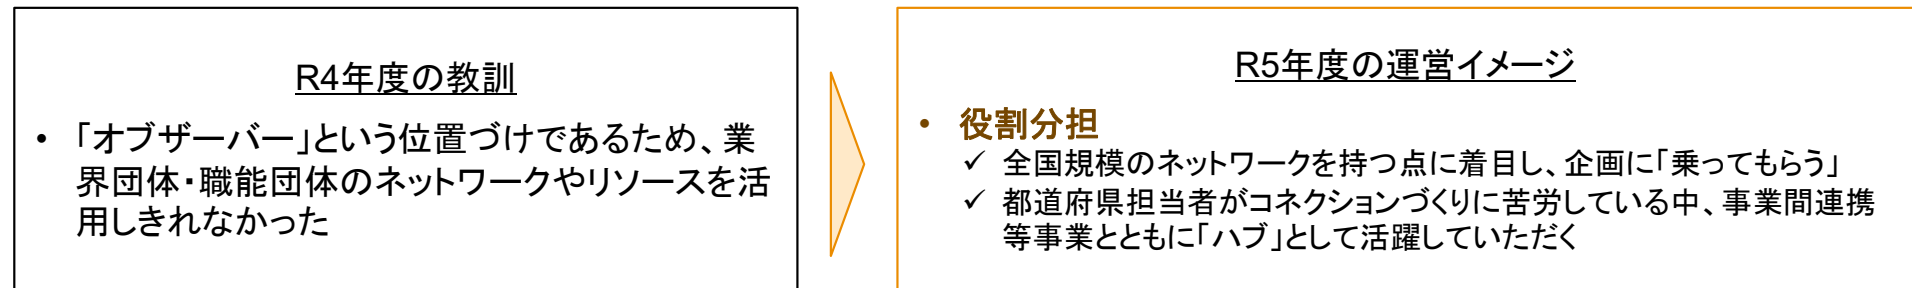 R4年度の教訓
• 「オブザーバー」という位置づけであるため、業
界団体・職能団体のネットワークやリソースを活
用しきれなかった
R5年度の運営イメージ
• 役割分担
✓ 全国規模のネットワークを持つ点に着目し、企画に「乗ってもらう」
✓ 都道府県担当者がコネクションづくりに苦労している中、事業間連携
等事業とともに「ハブ」として活躍していただく